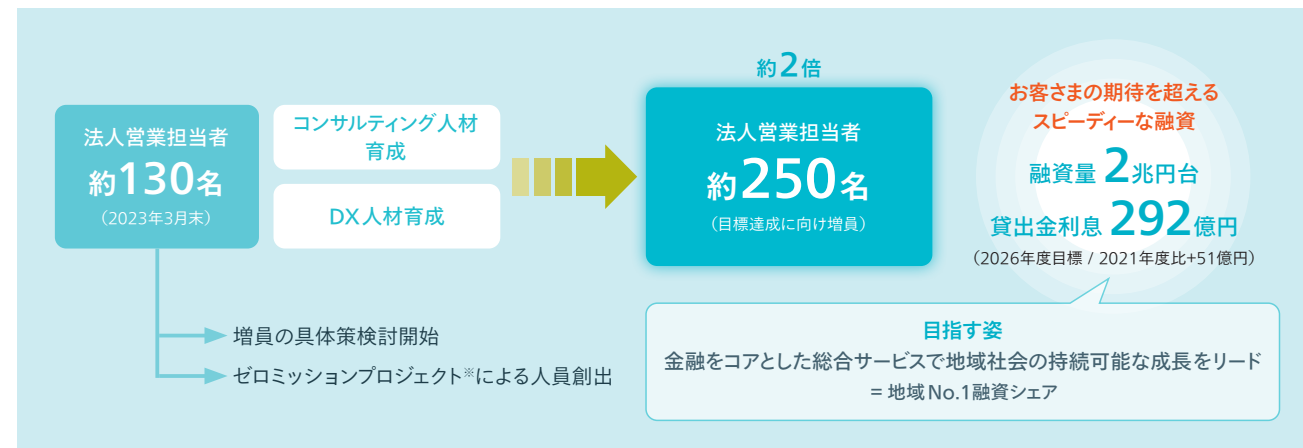 法人営業担当者
約130名
（2023年3月末）
コンサルティング人材
育成
DX人材育成
増員の具体策検討開始
ゼロミッションプロジェクト※による人員創出
約2倍
法人営業担当者
約250名
（目標達成に向け増員）
お客さまの期待を超える
スピーディーな融資
融資量 2兆円台
貸出金利息 292億円
（2026年度目標 / 2021年度比+51億円）
目指す姿
金融をコアとした総合サービスで地域社会の持続可能な成長をリード
= 地域No.1融資シェア